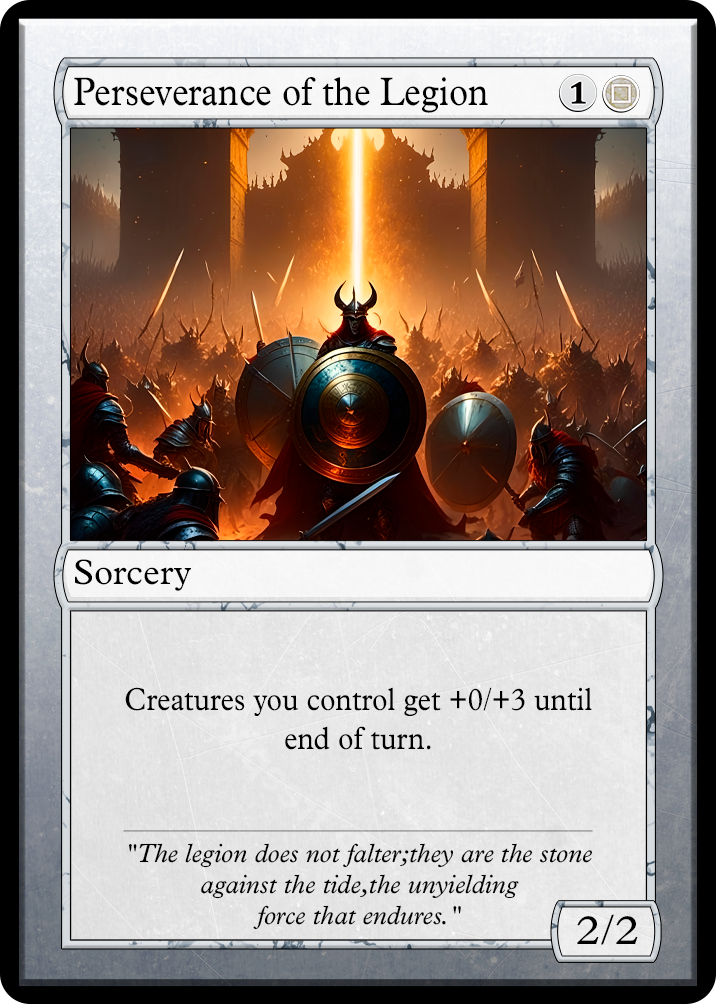 Perseverance of the Legion 1
Sorcery
Creatures you control get +0/+3 until
end of turn.
"The legion does not falter;they are the stone
against the tide,the unyielding
force that endures."
2/2